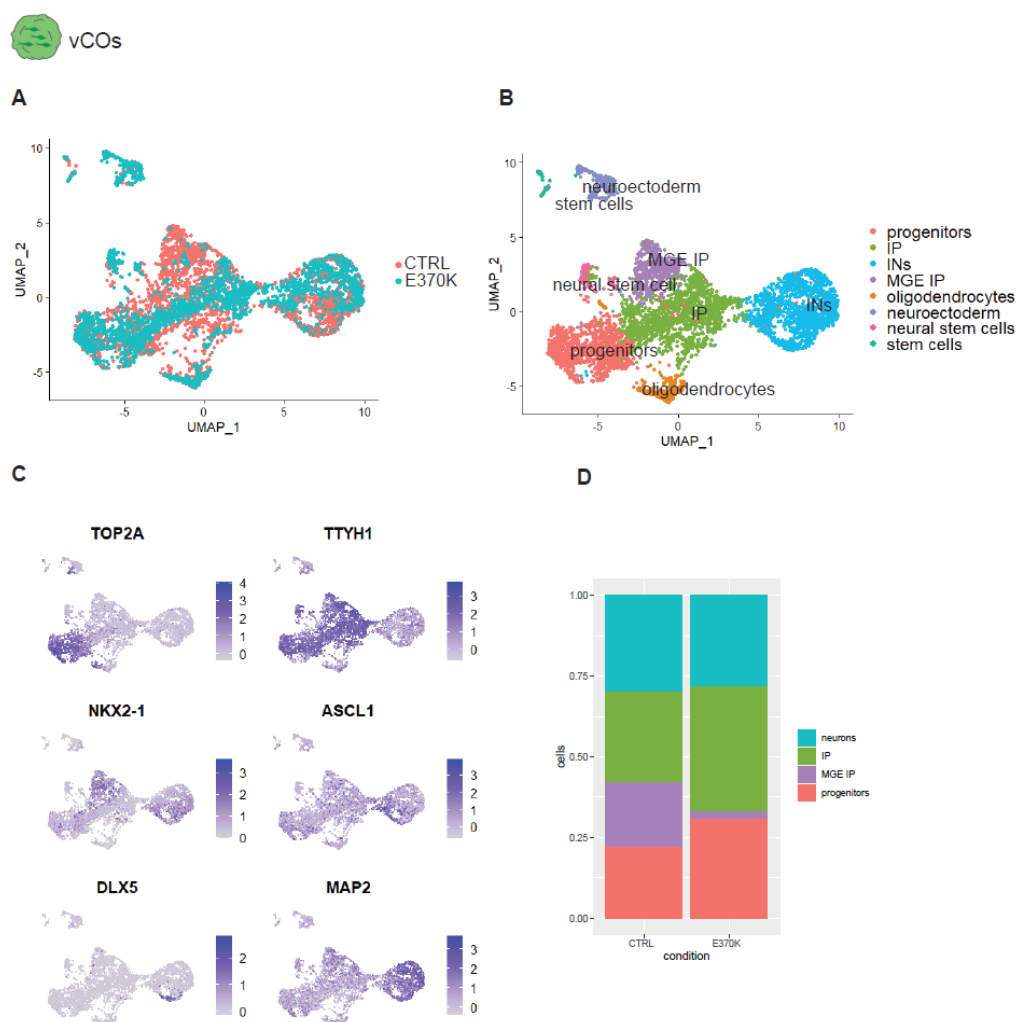 vCOs
A
UMAP_2
10
5
0
-5
-5
0
5
10
UMAP_1
CTRL
E370K
B
UMAP_2
10
5
0
-5
-5
0
5
10
UMAP_1
neuroectoderm
stem cells
MGE IP
neural stem cell
IP
INs
progenitors
oligodendrocytes
progenitors
IP
INs
MGE IP
oligodendrocytes
neuroectoderm
neural stem cells
stem cells
C
TOP2A
4
3
2
1
0
TTYH1
3
2
1
0
NKX2-1
3
2
1
0
ASCL1
3
2
1
0
DLX5
2
1
0
MAP2
3
2
1
0
D
cells
1.00
0.75
0.50
0.25
0.00
CTRL
E370K
condition
neurons
IP
MGE IP
progenitors